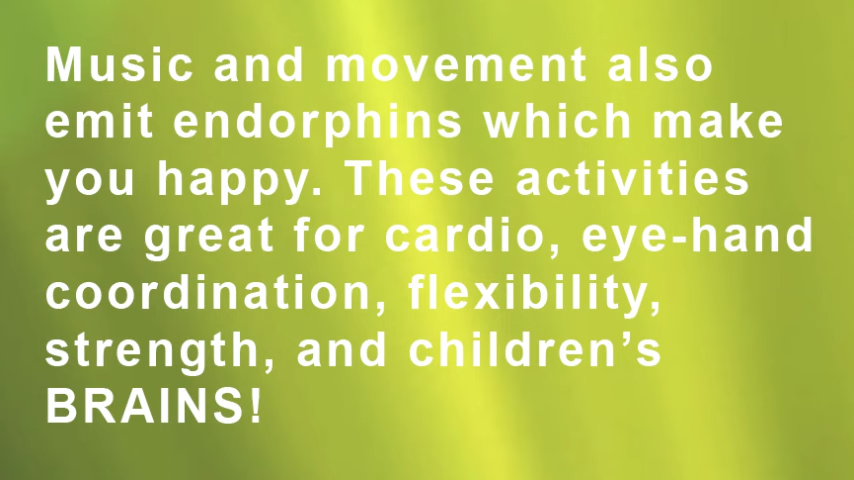 Music and movement also
emit endorphins which make
you happy. These activities
are great for cardio, eye-hand
coordination, flexibility,
strength, and children’s
BRAINS!